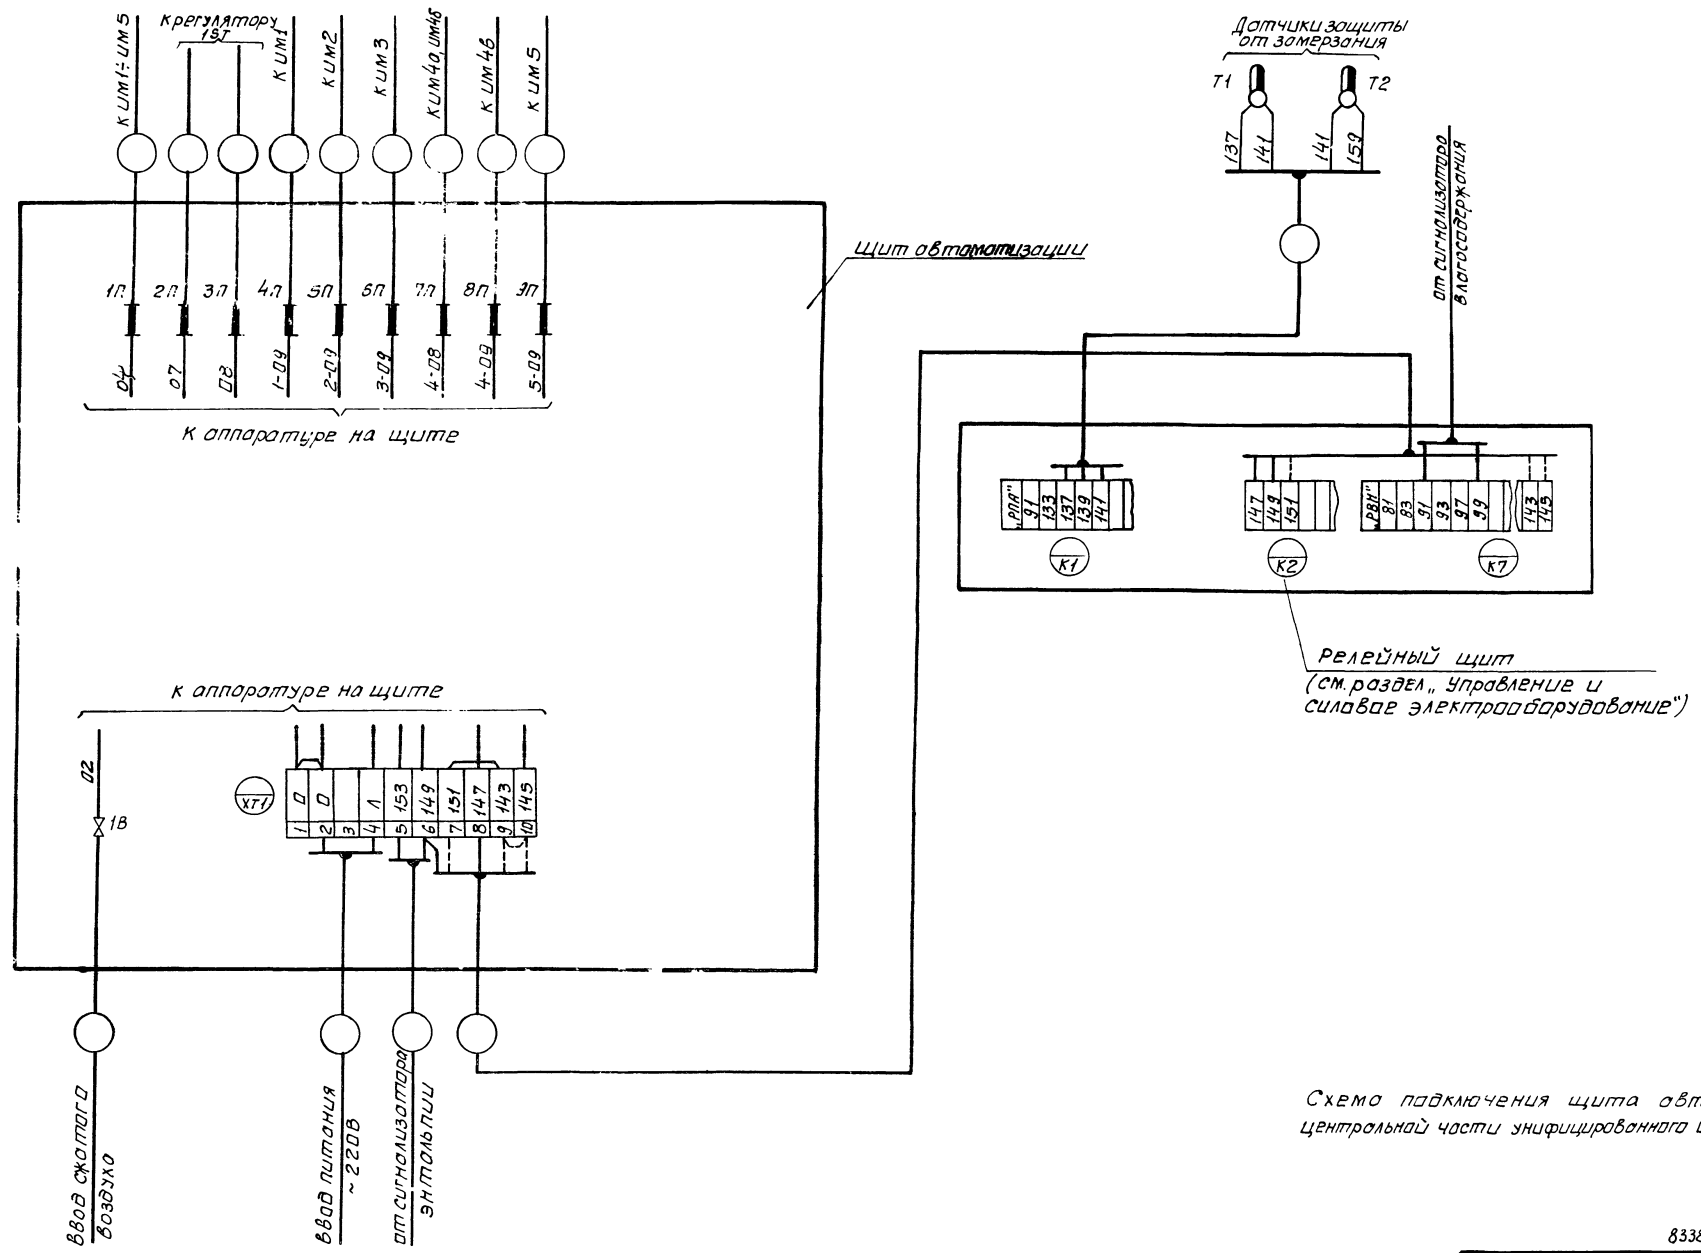 к им1÷им5
к регулятору
1ST
к им1
к им2
к им3
к им4а, им4б
к им4в
к им5
1п
2п
3п
4п
5п
6п
7п
8п
9п
04
07
08
1-09
2-09
3-09
4-08
4-09
5-09
к аппаратуре на щите
щит автоматизации
Датчики защиты
от замерзания
Т1
Т2
137
141
141
159
от сигнализатора
влагосодержания
„РПА"
91
133
137
139
141
147
149
151
„РВН"
81
83
91
93
97
99
143
145
К1
К2
К7
Релейный щит
(см. раздел „Управление и
силовое электрооборудование")
к аппаратуре на щите
02
1В
ХТ1
0
0
Л
153
149
151
147
143
145
1
2
3
4
5
6
7
8
9
10
Ввод сжатого
воздуха
Ввод питания
~220В
от сигнализатора
энтальпии
Схема подключения щита авт
центральной части унифицированного
8338